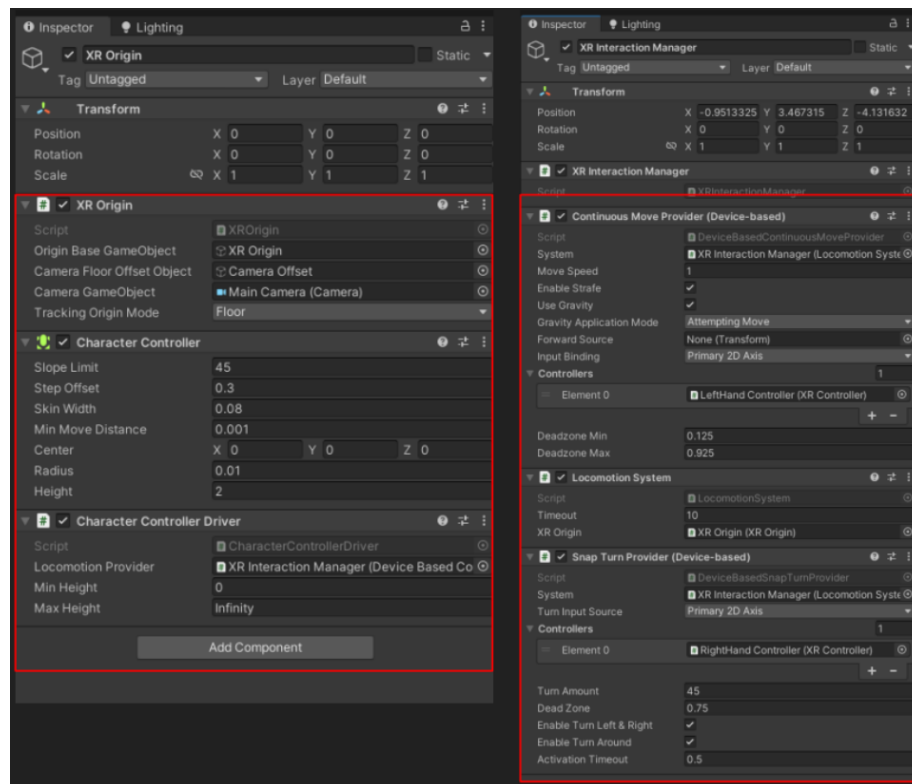 Inspector Lighting
XR Origin Static
Tag Untagged Layer Default
Transform
Position X 0 Y 0 Z 0
Rotation X 0 Y 0 Z 0
Scale X 1 Y 1 Z 1
# XR Origin
Script # XROrigin
Origin Base GameObject XR Origin
Camera Floor Offset Object Camera Offset
Camera GameObject Main Camera (Camera)
Tracking Origin Mode Floor
Character Controller
Slope Limit 45
Step Offset 0.3
Skin Width 0.08
Min Move Distance 0.001
Center X 0 Y 0 Z 0
Radius 0.01
Height 2
# Character Controller Driver
Script # CharacterControllerDriver
Locomotion Provider # XR Interaction Manager (Device Based Co
Min Height 0
Max Height Infinity
Add Component
Inspector Lighting
XR Interaction Manager Static
Tag Untagged Layer Default
Transform
Position X -0.9513325 Y 3.467315 Z -4.131632
Rotation X 0 Y 0 Z 0
Scale X 1 Y 1 Z 1
# XR Interaction Manager
Script # XRInteractionManager
# Continuous Move Provider (Device-based)
Script # DeviceBasedContinuousMoveProvider
System # XR Interaction Manager (Locomotion Syste
Move Speed 1
Enable Strafe
Use Gravity
Gravity Application Mode Attempting Move
Forward Source None (Transform)
Input Binding Primary 2D Axis
Controllers 1
= Element 0 # LeftHand Controller (XR Controller)
+ -
Deadzone Min 0.125
Deadzone Max 0.925
# Locomotion System
Script # LocomotionSystem
Timeout 10
XR Origin # XR Origin (XR Origin)
# Snap Turn Provider (Device-based)
Script # DeviceBasedSnapTurnProvider
System # XR Interaction Manager (Locomotion Syste
Turn Input Source Primary 2D Axis
Controllers 1
= Element 0 # RightHand Controller (XR Controller)
+ -
Turn Amount 45
Dead Zone 0.75
Enable Turn Left & Right
Enable Turn Around
Activation Timeout 0.5